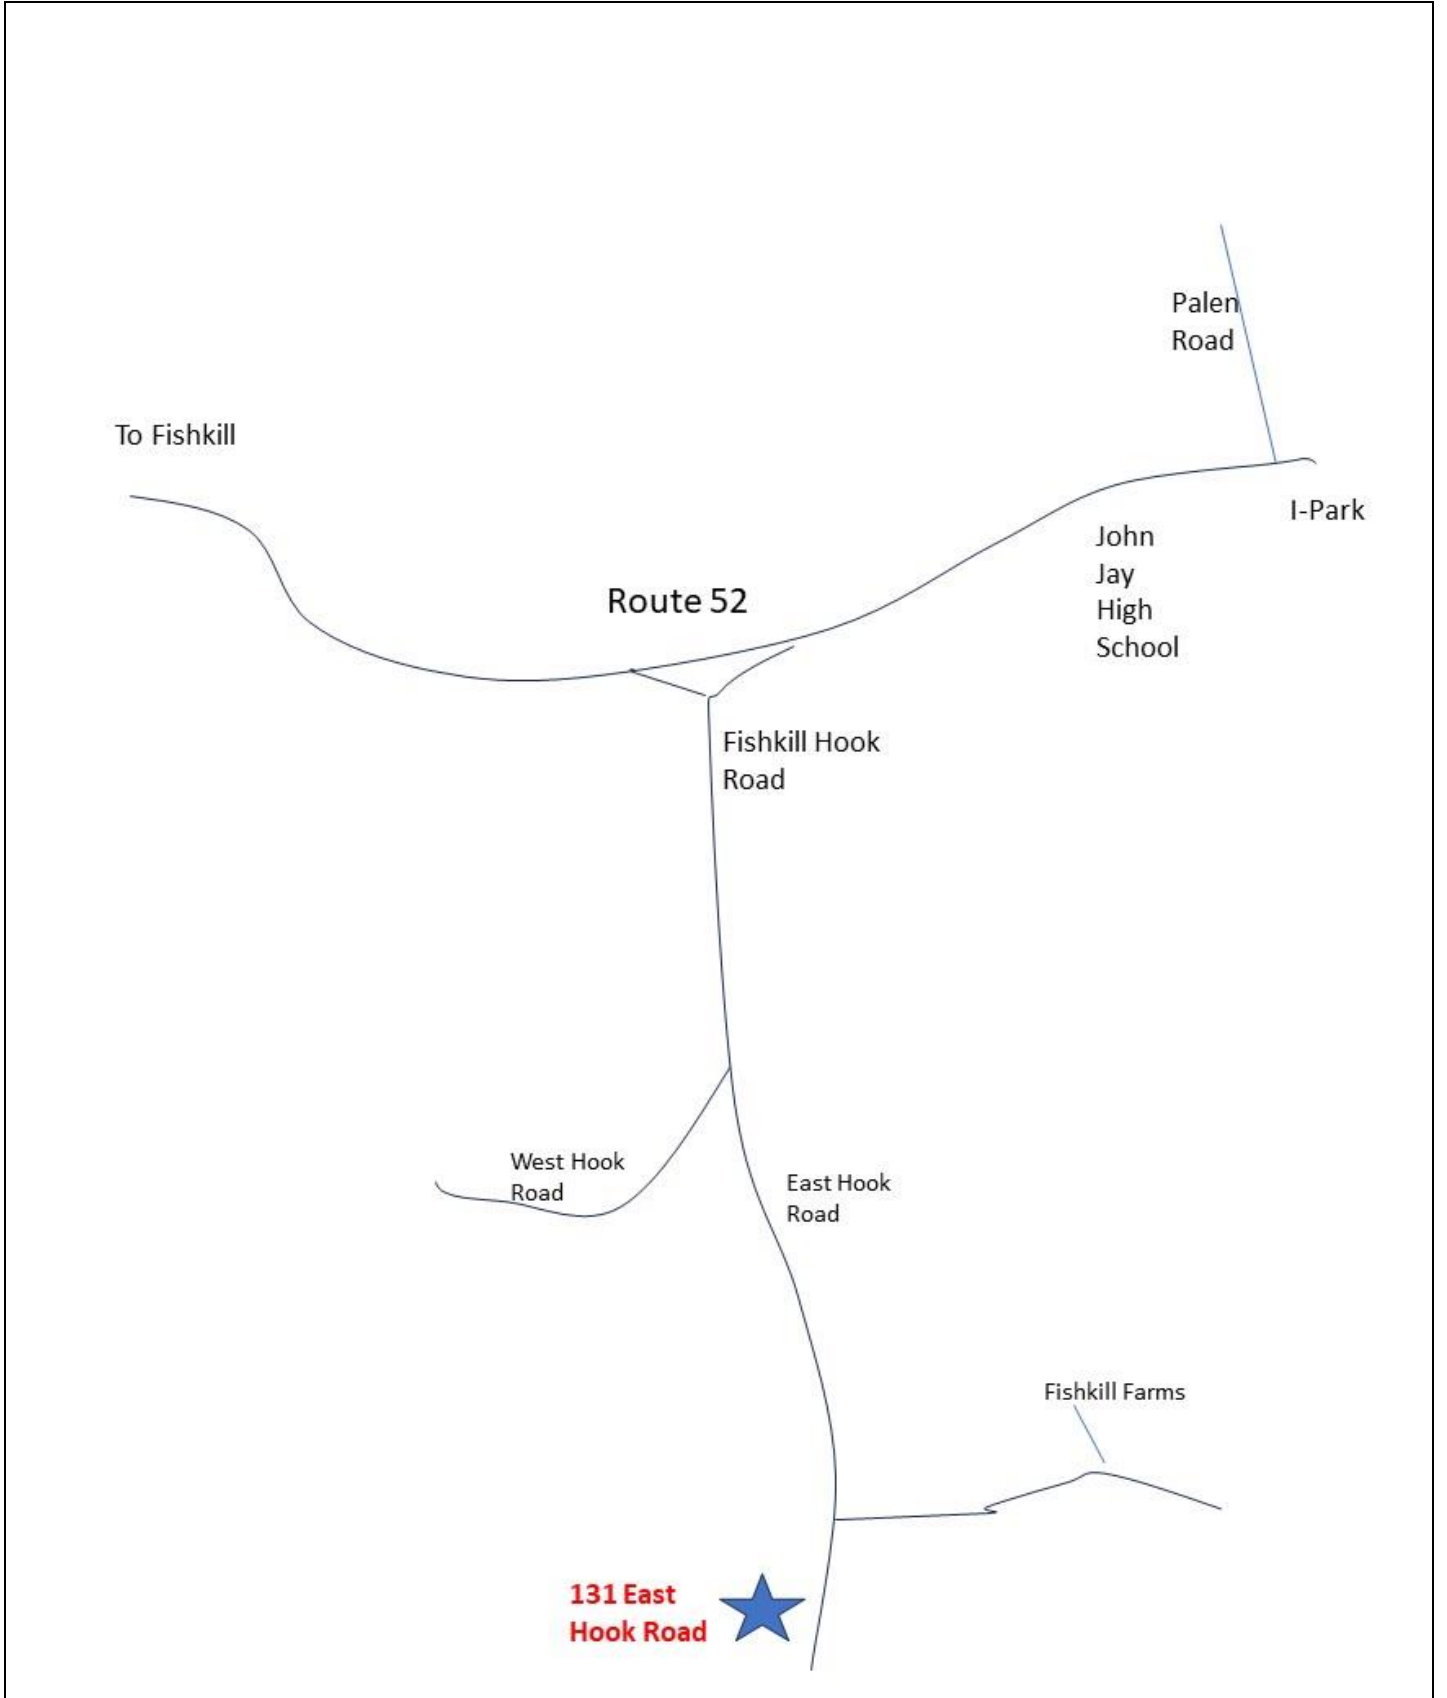 Palen
Road
To Fishkill
I-Park
John
Jay
High
School
Route 52
Fishkill Hook
Road
West Hook
Road
East Hook
Road
Fishkill Farms
131 East
Hook Road